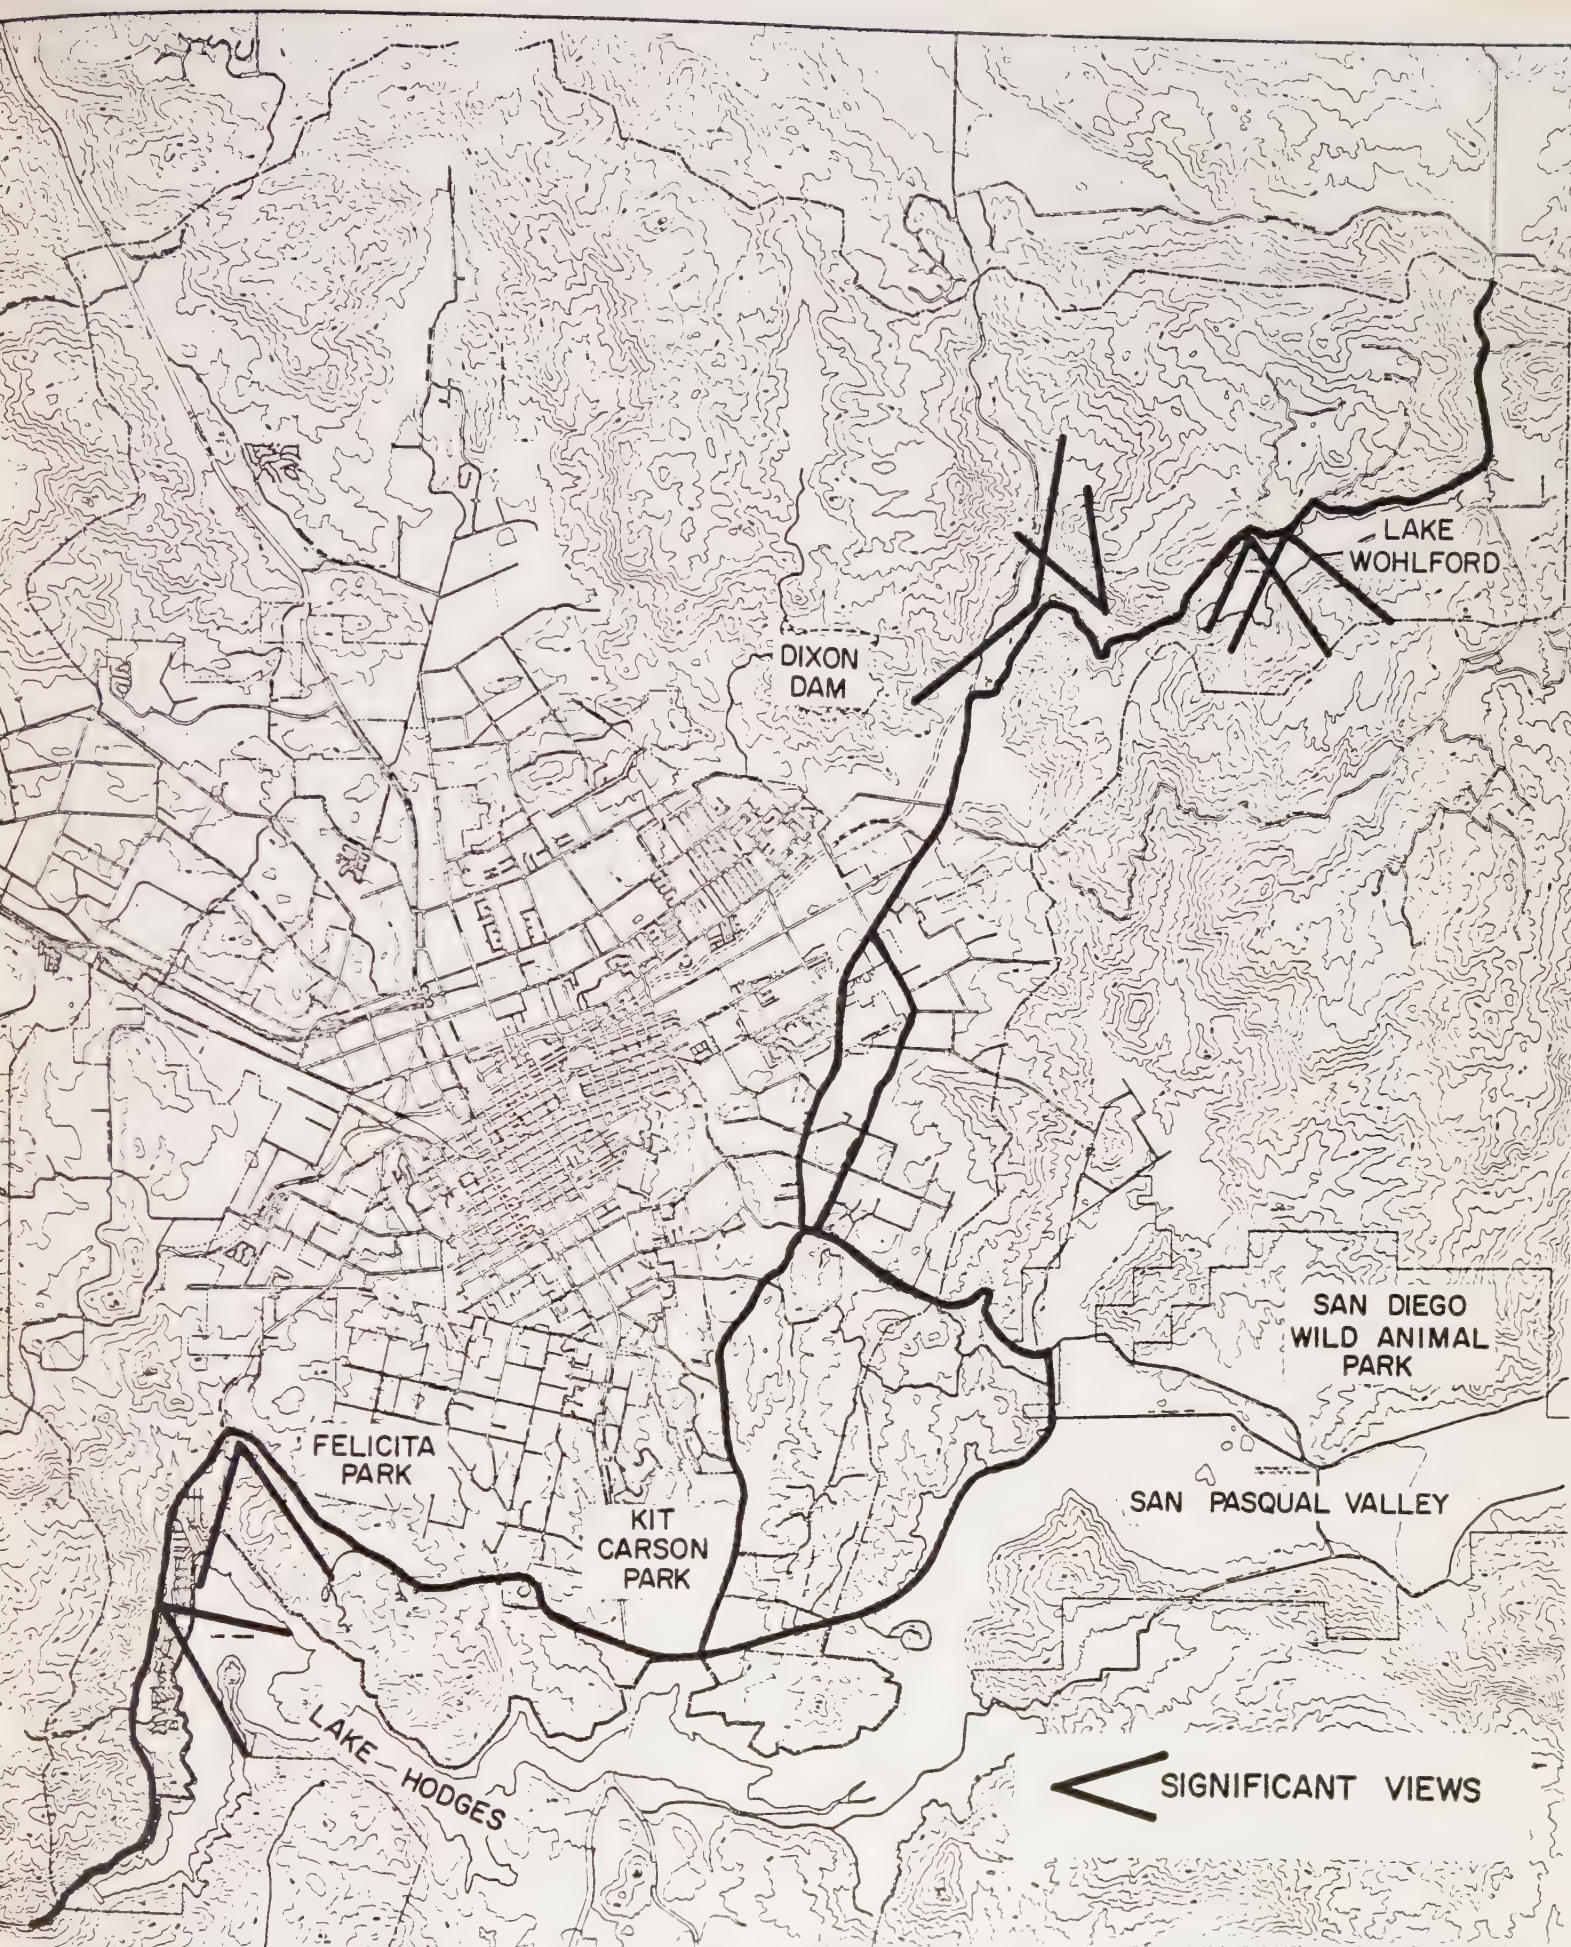 LAKE
WOHLFORD
DIXON
DAM
SAN DIEGO
WILD ANIMAL
PARK
FELICITA
PARK
SAN PASQUAL VALLEY
KIT
CARSON
PARK
LAKE HODGES
SIGNIFICANT VIEWS